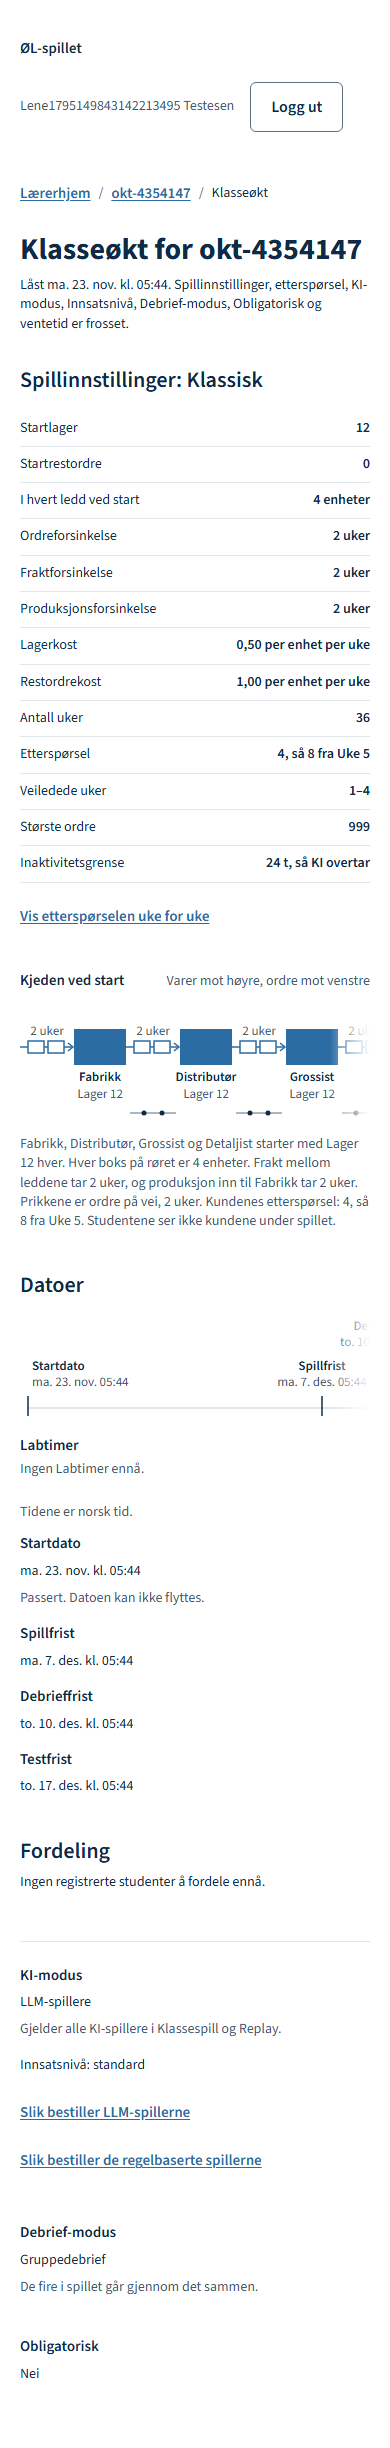 ØL-spillet
Lene1795149843142213495 Testesen
Logg ut
Lærerhjem / okt-4354147 / Klasseøkt
Klasseøkt for okt-4354147
Låst ma. 23. nov. kl. 05:44. Spillinnstillinger, etterspørsel, KI-
modus, Innsatsnivå, Debrief-modus, Obligatorisk og
ventetid er frosset.
Spillinnstillinger: Klassisk
Startlager 12
Startrestordre 0
I hvert ledd ved start 4 enheter
Ordreforsinkelse 2 uker
Fraktforsinkelse 2 uker
Produksjonsforsinkelse 2 uker
Lagerkost 0,50 per enhet per uke
Restordrekost 1,00 per enhet per uke
Antall uker 36
Etterspørsel 4, så 8 fra Uke 5
Veiledede uker 1–4
Største ordre 999
Inaktivitetsgrense 24 t, så KI overtar
Vis etterspørselen uke for uke
Kjeden ved start Varer mot høyre, ordre mot venstre
2 uker 2 uker 2 uker 2
Fabrikk Distributør Grossist
Lager 12 Lager 12 Lager 12
Fabrikk, Distributør, Grossist og Detaljist starter med Lager
12 hver. Hver boks på røret er 4 enheter. Frakt mellom
leddene tar 2 uker, og produksjon inn til Fabrikk tar 2 uker.
Prikkene er ordre på vei, 2 uker. Kundenes etterspørsel: 4, så
8 fra Uke 5. Studentene ser ikke kundene under spillet.
Datoer
to.
Startdato Spillfrist
ma. 23. nov. 05:44 ma. 7. des. 05:44
Labtimer
Ingen Labtimer ennå.
Tidene er norsk tid.
Startdato
ma. 23. nov. kl. 05:44
Passert. Datoen kan ikke flyttes.
Spillfrist
ma. 7. des. kl. 05:44
Debrieffrist
to. 10. des. kl. 05:44
Testfrist
to. 17. des. kl. 05:44
Fordeling
Ingen registrerte studenter å fordele ennå.
KI-modus
LLM-spillere
Gjelder alle KI-spillere i Klassespill og Replay.
Innsatsnivå: standard
Slik bestiller LLM-spillerne
Slik bestiller de regelbaserte spillerne
Debrief-modus
Gruppedebrief
De fire i spillet går gjennom det sammen.
Obligatorisk
Nei